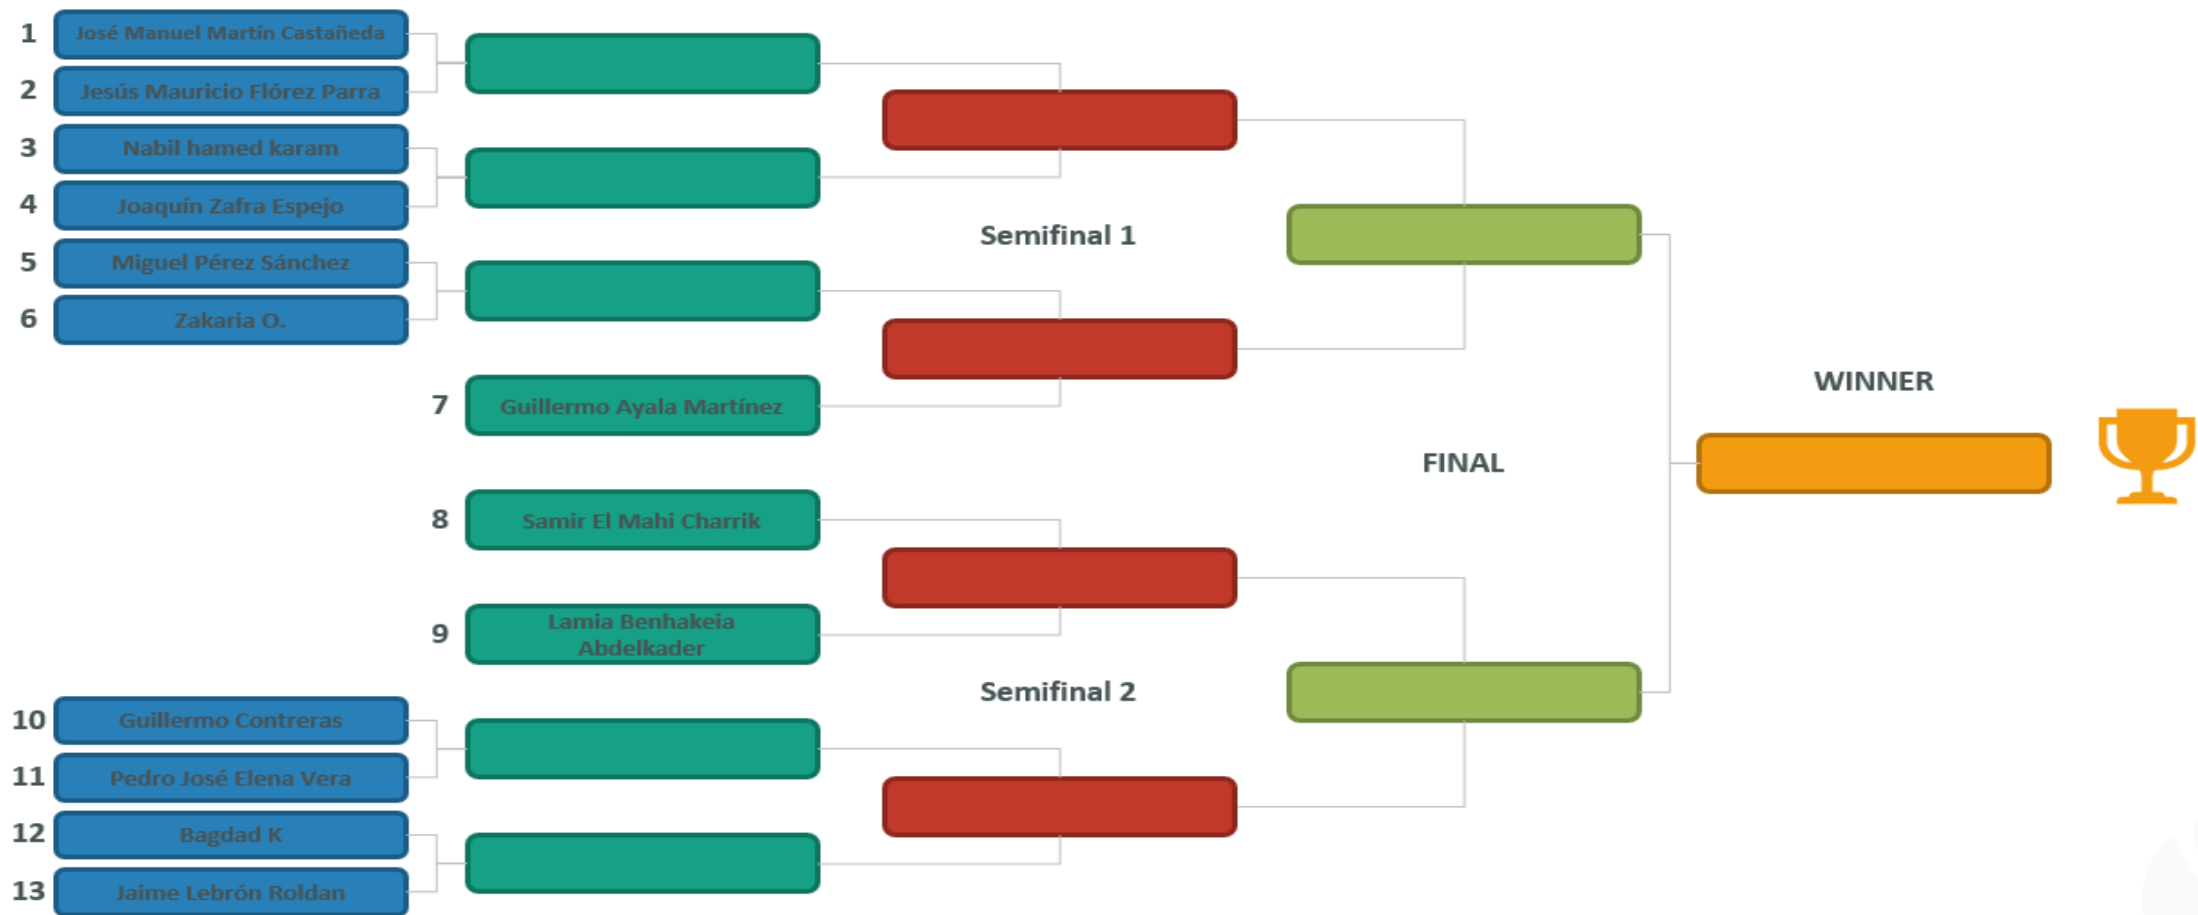 1 José Manuel Martín Castañeda
2 Jesús Mauricio Flórez Parra
3 Nabil hamed karam
4 Joaquín Zafra Espejo
Semifinal 1
5 Miguel Pérez Sánchez
6 Zakaria O.
WINNER
7 Guillermo Ayala Martínez
FINAL
8 Samir El Mahi Charrik
9 Lamia Benhakeia
Abdelkader
Semifinal 2
10 Guillermo Contreras
11 Pedro José Elena Vera
12 Bagdad K
13 Jaime Lebrón Roldan